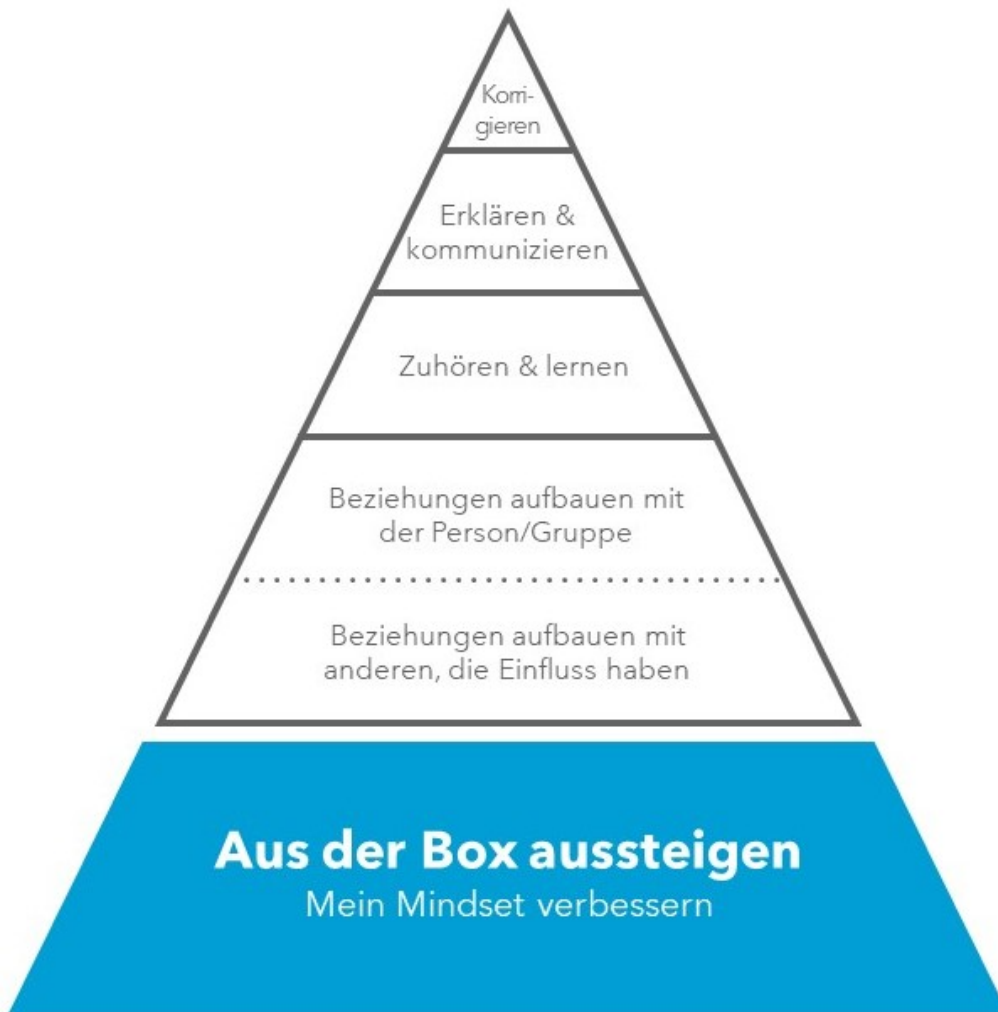 Korri-
gieren
Erklären &
kommunizieren
Zuhören & lernen
Beziehungen aufbauen mit
der Person/Gruppe
Beziehungen aufbauen mit
anderen, die Einfluss haben
Aus der Box aussteigen
Mein Mindset verbessern